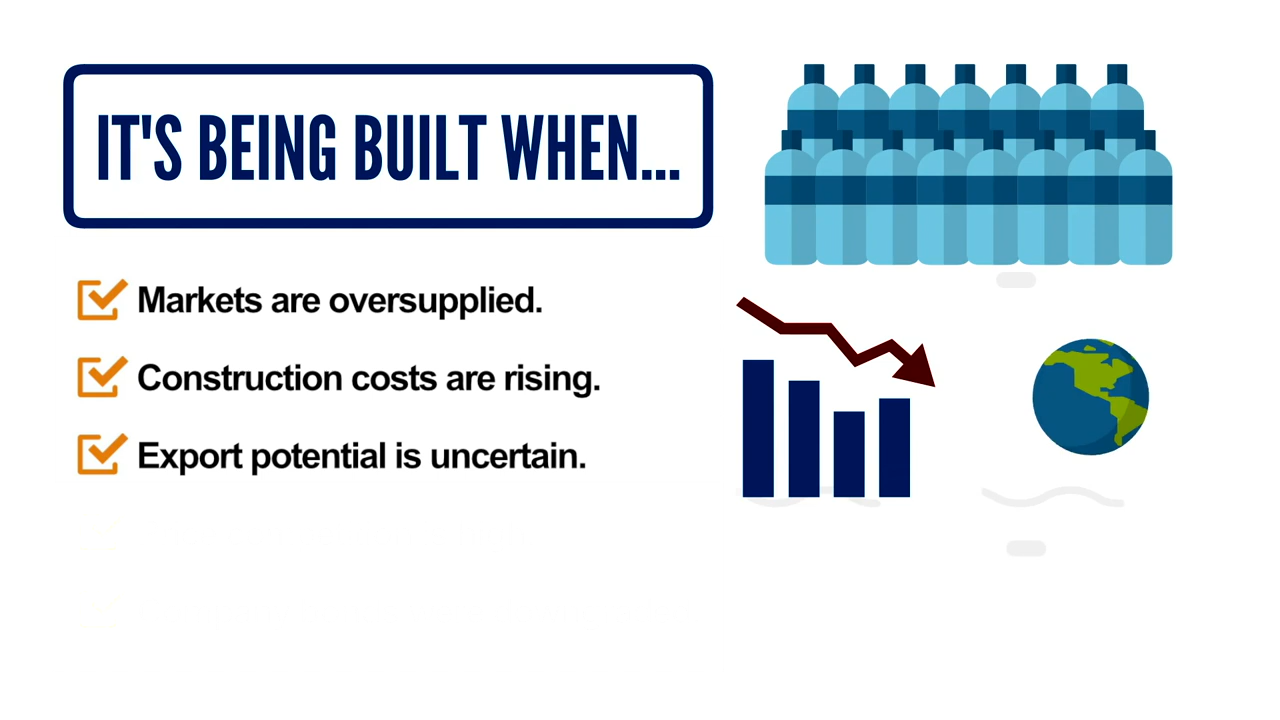 IT'S BEING BUILT WHEN...
Markets are oversupplied.
Construction costs are rising.
Export potential is uncertain.